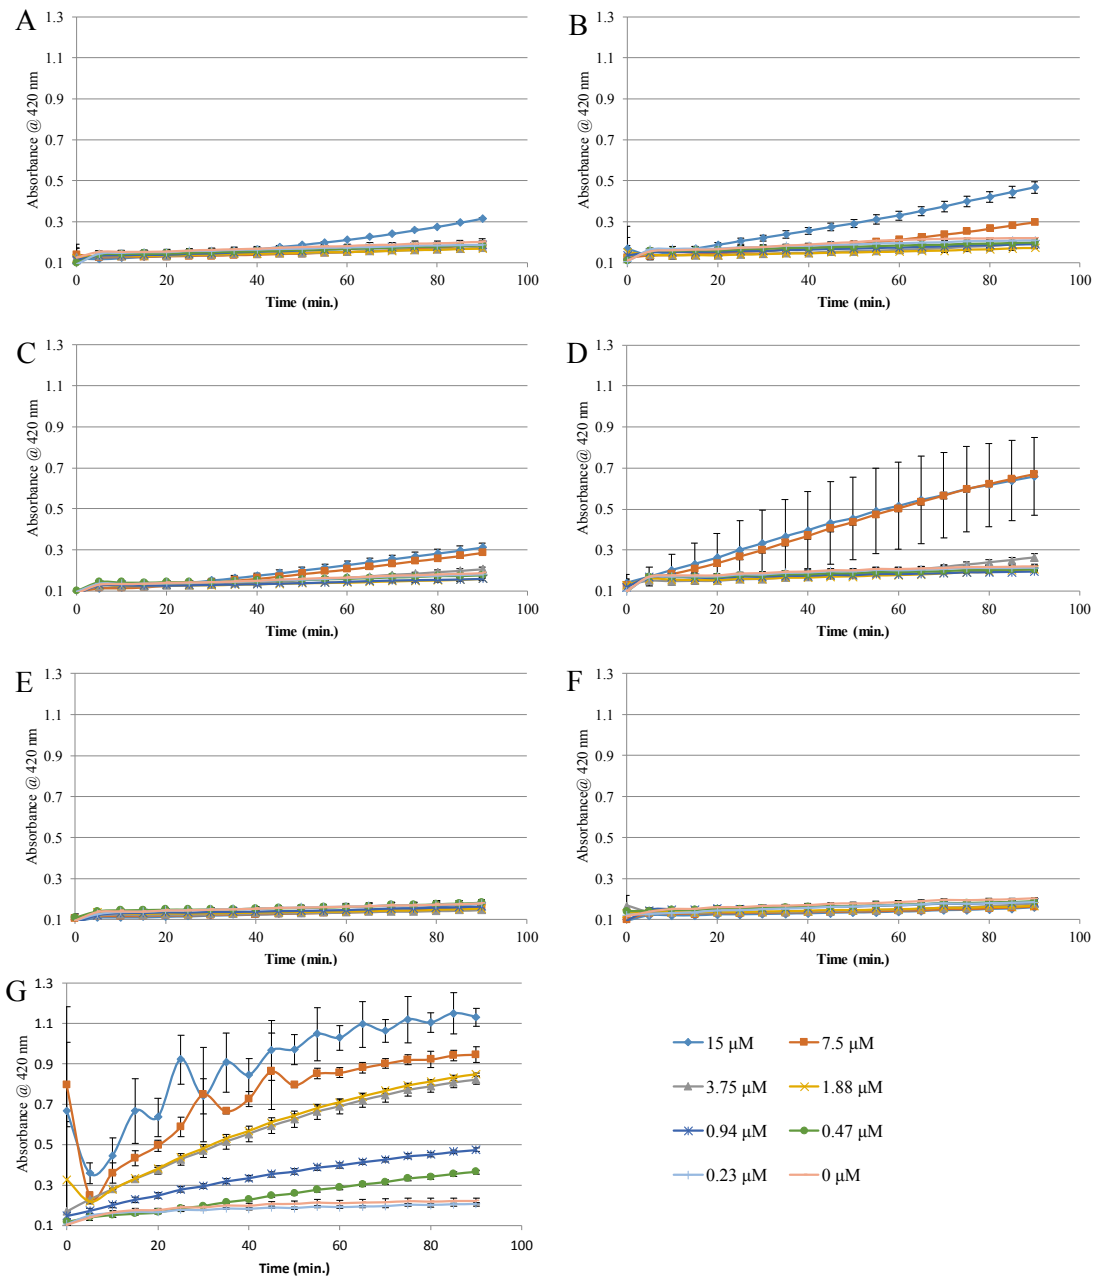 A
1.3
1.1
0.9
0.7
0.5
0.3
0.1
Absorbance @ 420 nm
0 20 40 60 80 100
Time (min.)
B
1.3
1.1
0.9
0.7
0.5
0.3
0.1
Absorbance @ 420 nm
0 20 40 60 80 100
Time (min.)
C
1.3
1.1
0.9
0.7
0.5
0.3
0.1
Absorbance @ 420 nm
0 20 40 60 80 100
Time (min.)
D
1.3
1.1
0.9
0.7
0.5
0.3
0.1
Absorbance@ 420 nm
0 20 40 60 80 100
Time (min.)
E
1.3
1.1
0.9
0.7
0.5
0.3
0.1
Absorbance @ 420 nm
0 20 40 60 80 100
Time (min.)
F
1.3
1.1
0.9
0.7
0.5
0.3
0.1
Absorbance@ 420 nm
0 20 40 60 80 100
Time (min.)
G
1.3
1.1
0.9
0.7
0.5
0.3
0.1
Absorbance @ 420 nm
0 20 40 60 80 100
Time (min.)
15 μM 7.5 μM
3.75 μM 1.88 μM
0.94 μM 0.47 μM
0.23 μM 0 μM